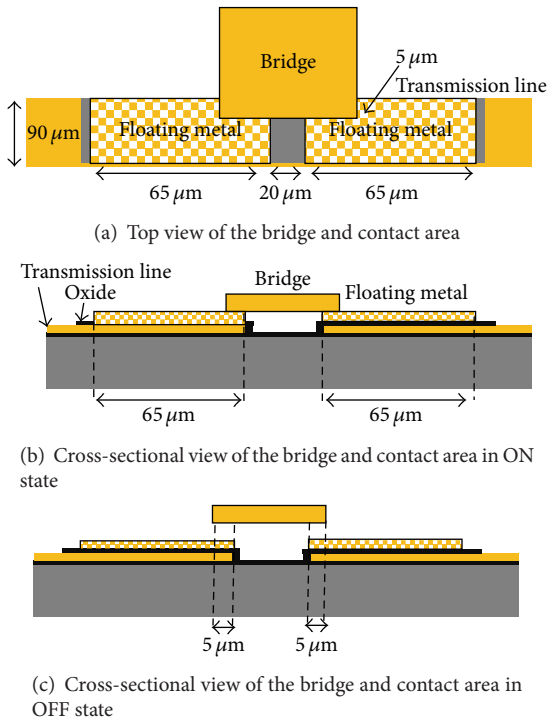 Bridge
5 μm
Transmission line
90 μm
Floating metal
Floating metal
65 μm
20 μm
65 μm
(a) Top view of the bridge and contact area
Transmission line
Oxide
Bridge
Floating metal
65 μm
65 μm
(b) Cross-sectional view of the bridge and contact area in ON
state
5 μm
5 μm
(c) Cross-sectional view of the bridge and contact area in
OFF state